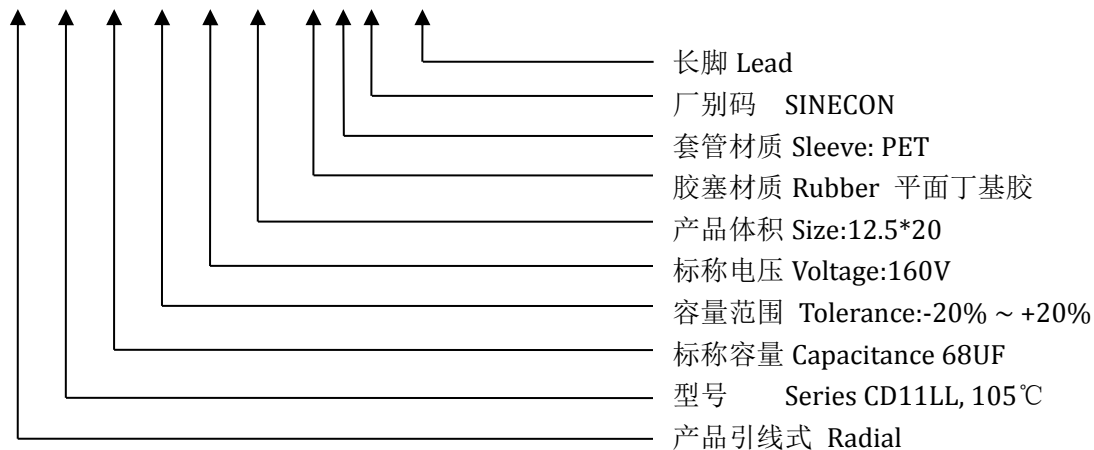 长脚 Lead
厂别码 SINECON
套管材质 Sleeve: PET
胶塞材质 Rubber 平面丁基胶
产品体积 Size:12.5*20
标称电压 Voltage:160V
容量范围 Tolerance:-20% ~ +20%
标称容量 Capacitance 68UF
型号 Series CD11LL, 105℃
产品引线式 Radial